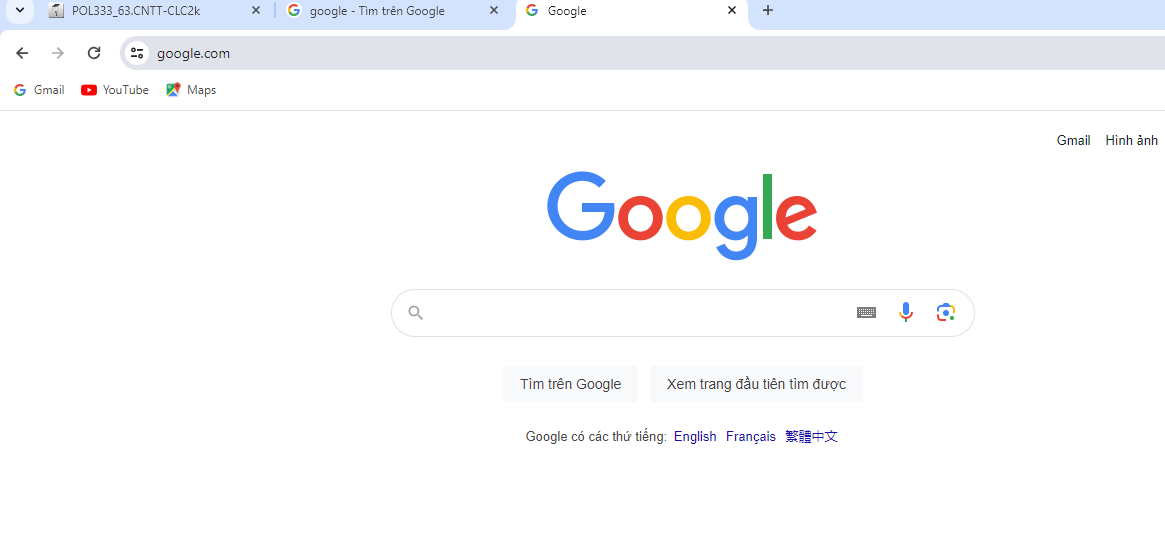 POL333_63.CNTT-CLC2k
google - Tìm trên Google
Google
google.com
Gmail YouTube Maps
Gmail Hình ảnh
Google
Tìm trên Google Xem trang đầu tiên tìm được
Google có các thứ tiếng: English Français 繁體中文